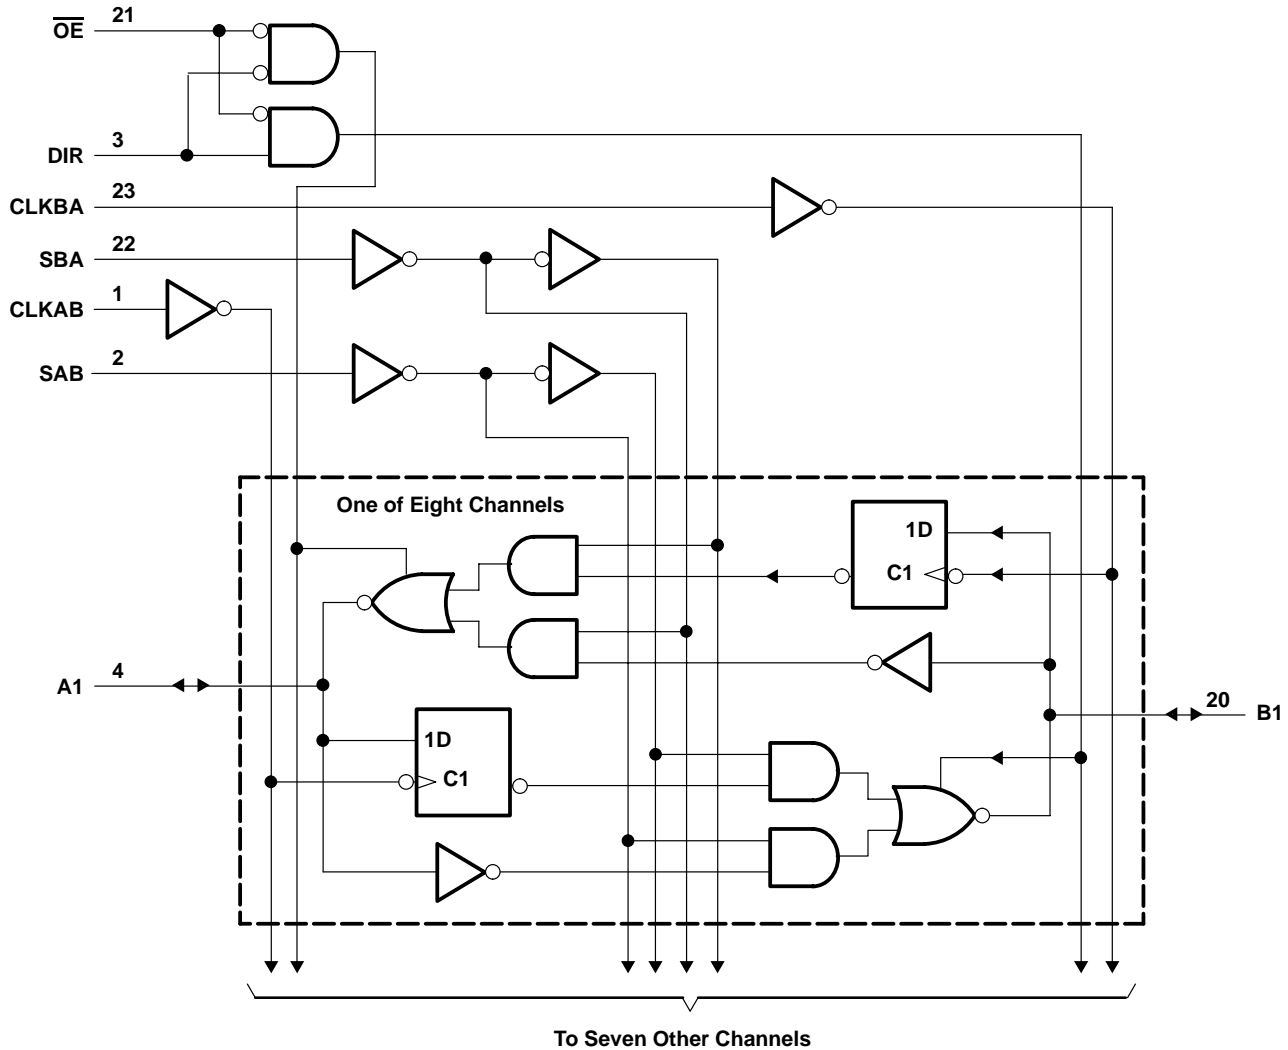 OE 21
DIR 3
CLKBA 23
SBA 22
CLKAB 1
SAB 2
One of Eight Channels
1D
C1
A1 4
20 B1
1D
C1
To Seven Other Channels